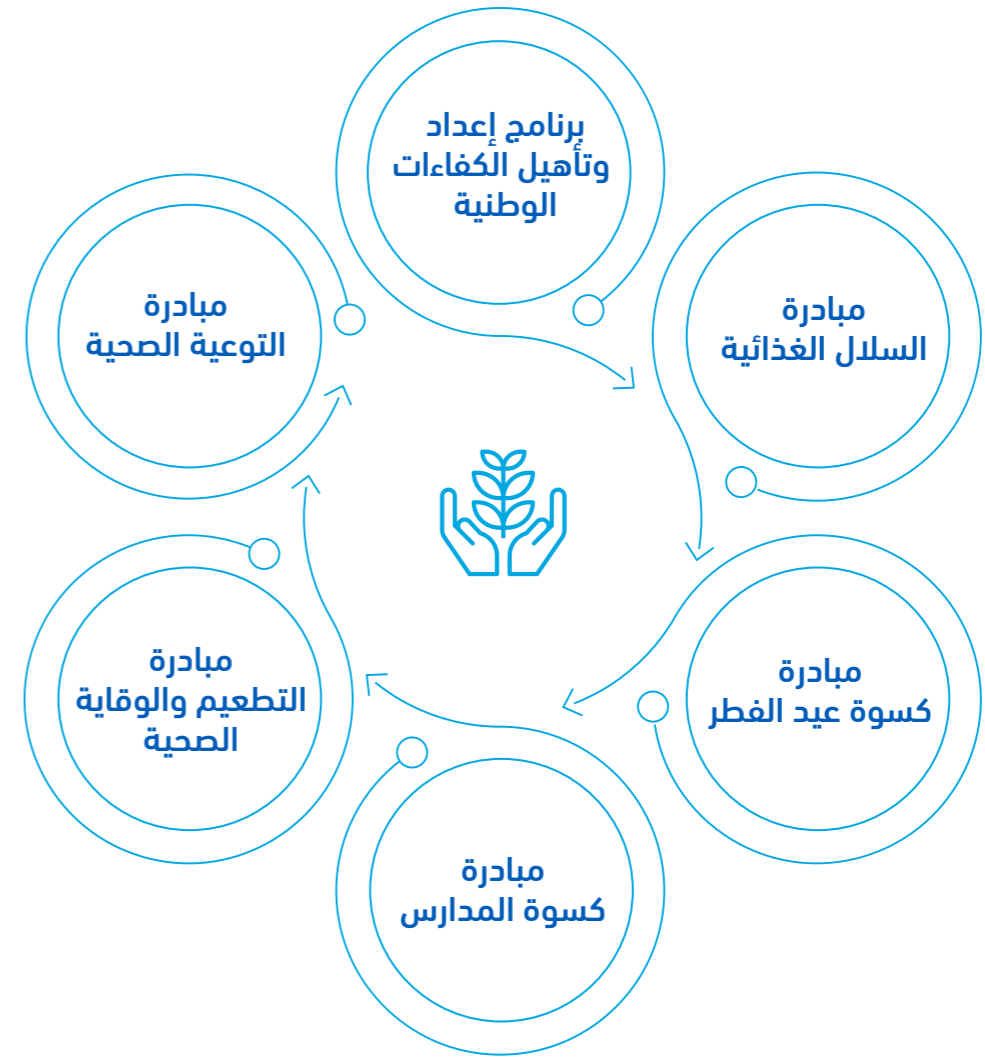 برنامج إعداد
وتأهيل الكفاءات
الوطنية
مبادرة
السلال الغذائية
مبادرة
كسوة عيد الفطر
مبادرة
كسوة المدارس
مبادرة
التطعيم والوقاية
الصحية
مبادرة
التوعية الصحية